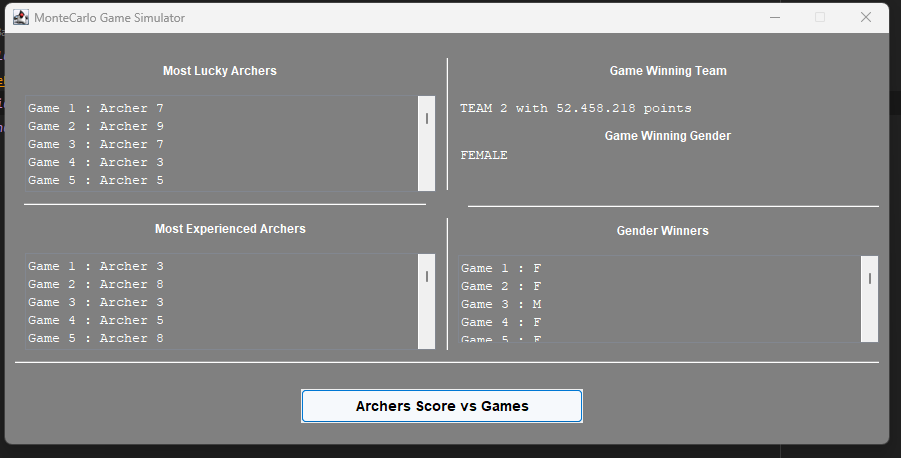 MonteCarlo Game Simulator
Most Lucky Archers
Game 1 : Archer 7
Game 2 : Archer 9
Game 3 : Archer 7
Game 4 : Archer 3
Game 5 : Archer 5
Game Winning Team
TEAM 2 with 52.458.218 points
Game Winning Gender
FEMALE
Most Experienced Archers
Game 1 : Archer 3
Game 2 : Archer 8
Game 3 : Archer 3
Game 4 : Archer 5
Game 5 : Archer 8
Gender Winners
Game 1 : F
Game 2 : F
Game 3 : M
Game 4 : F
Game 5 : F
Archers Score vs Games